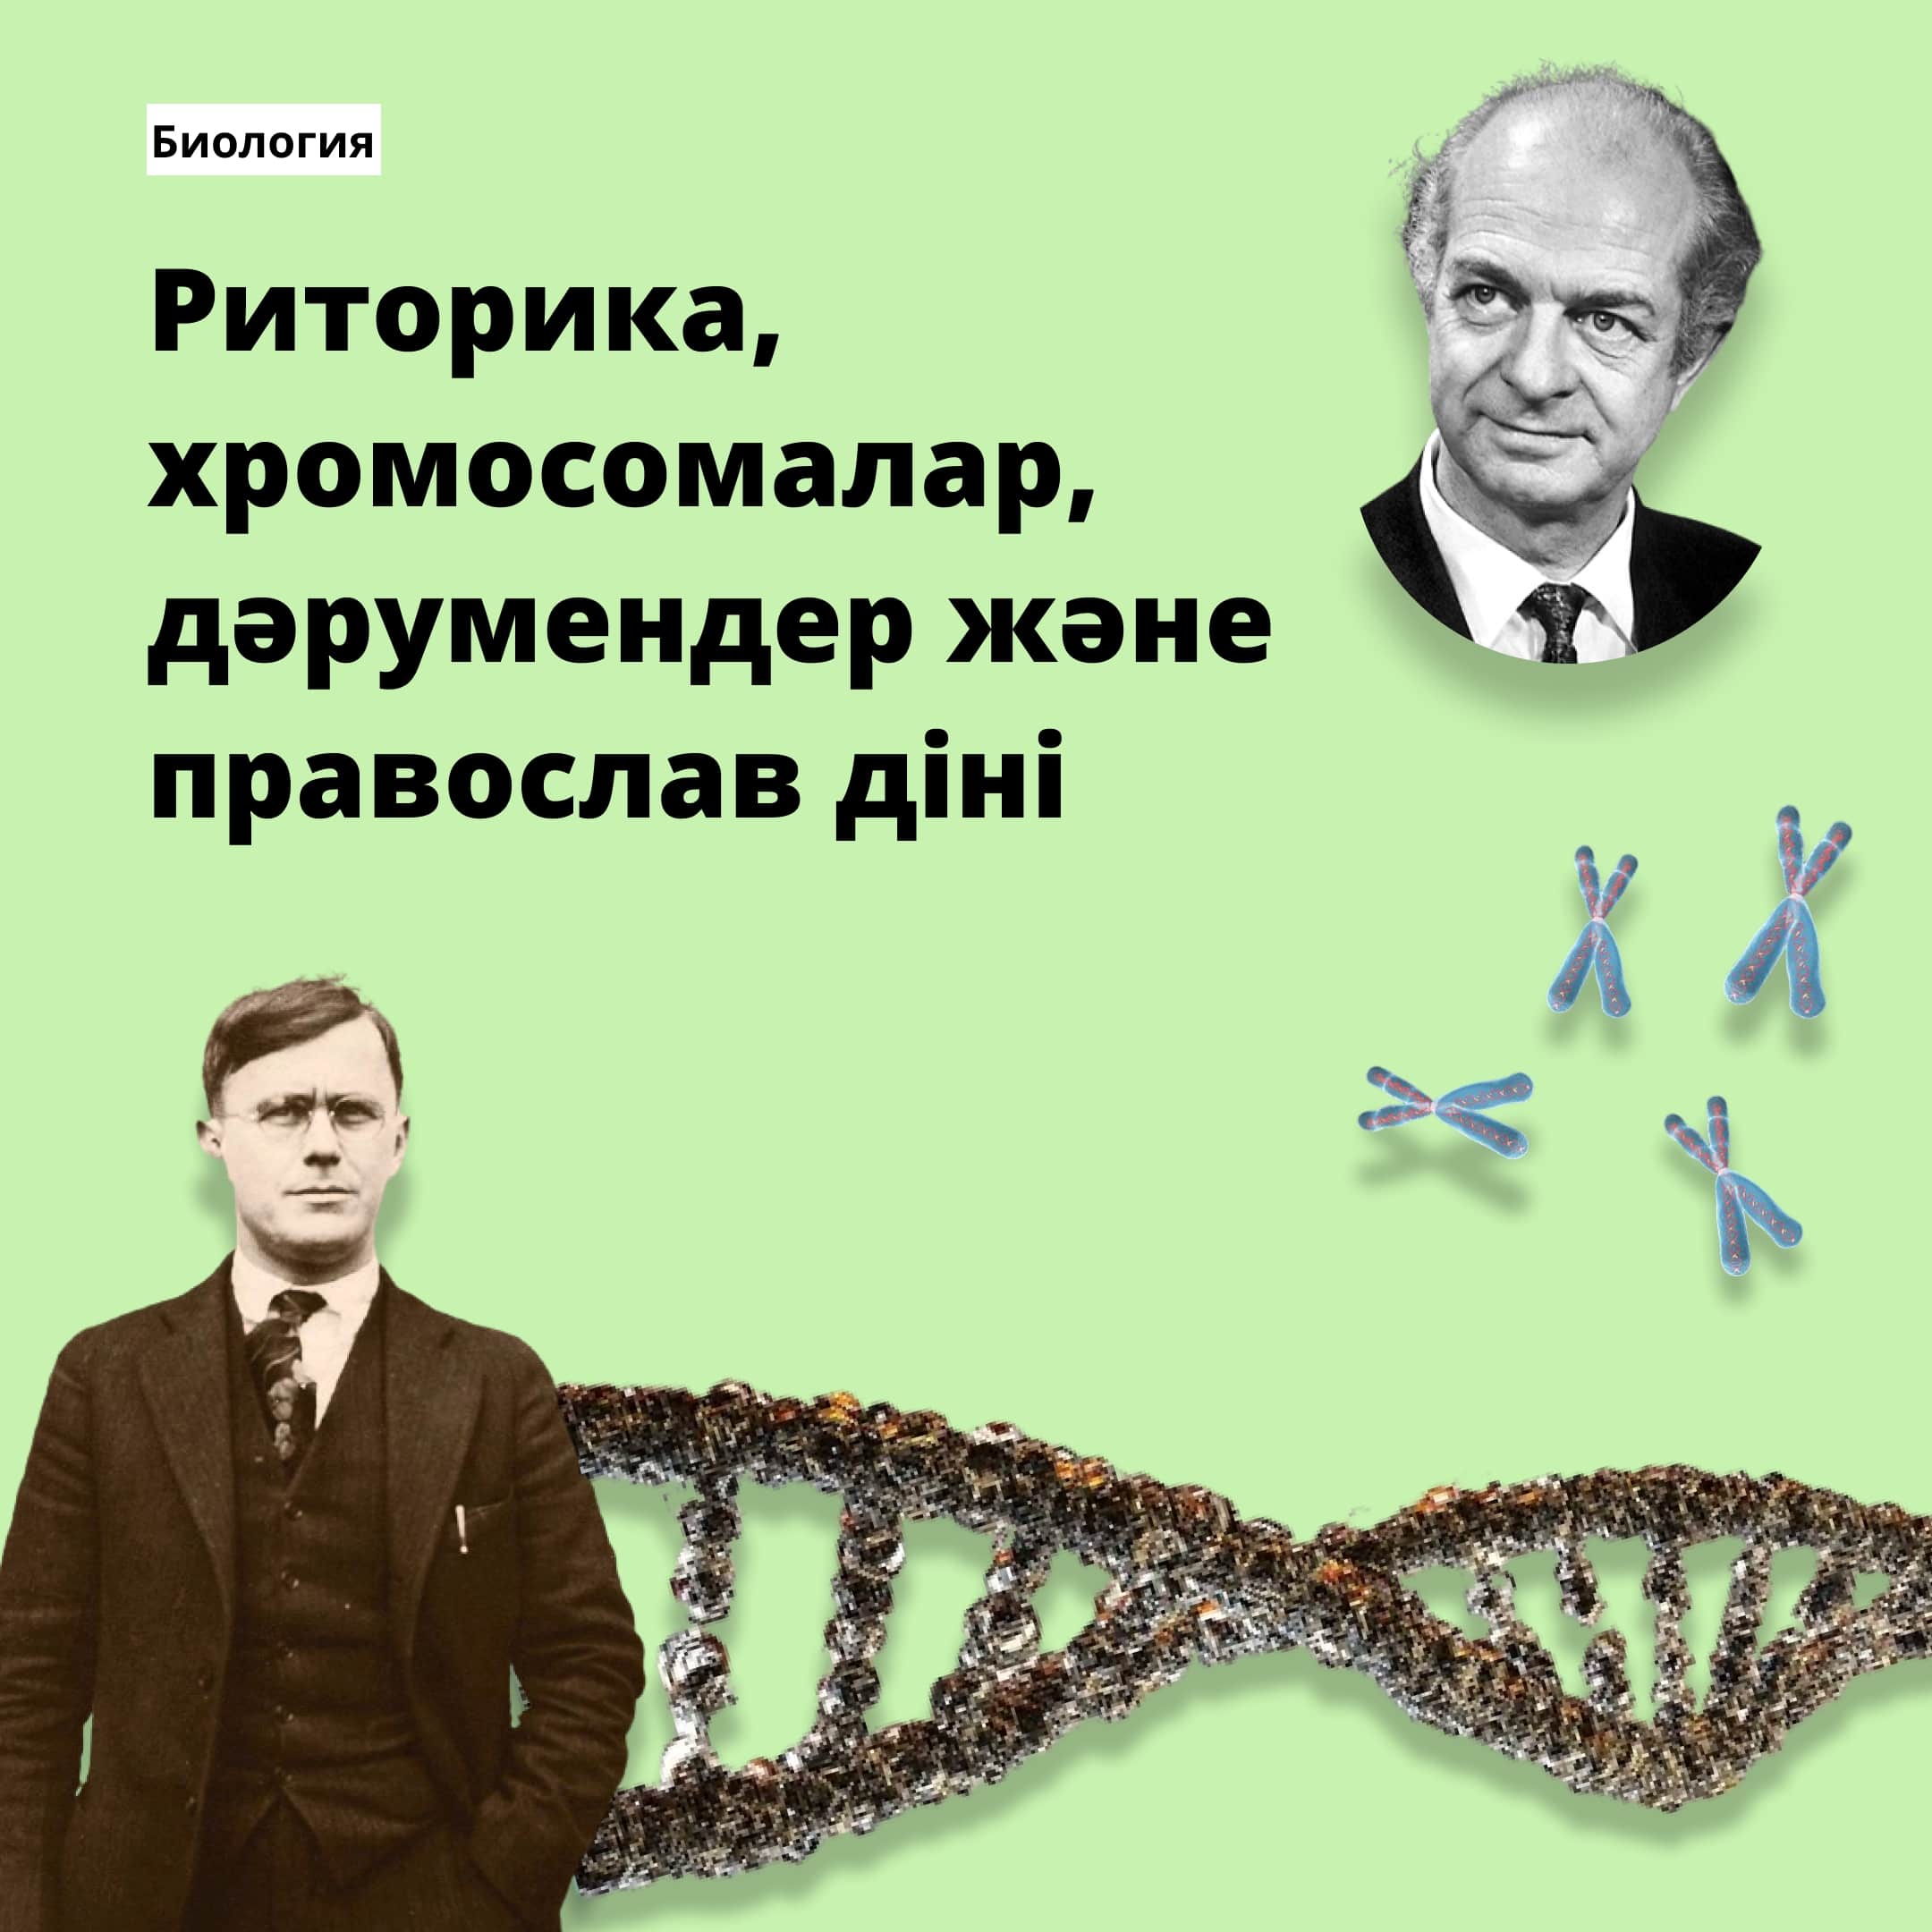 Биология
Риторика,
хромосомалар,
дәрумендер және
православ діні